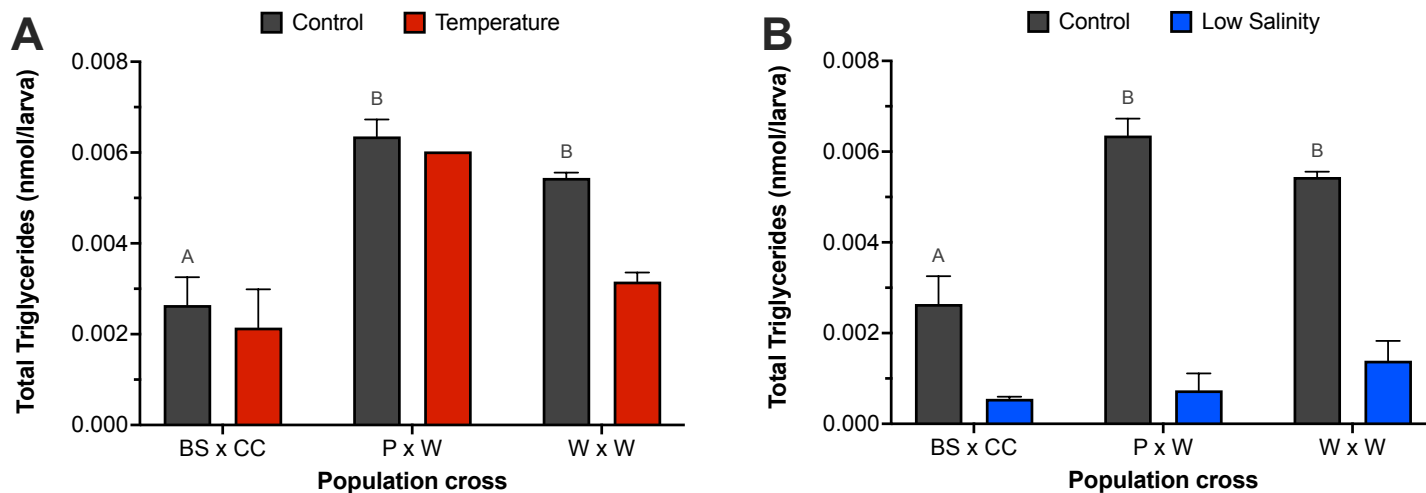 A
Control
Temperature
Total Triglycerides (nmol/larva)
0.008
0.006
0.004
0.002
0.000
A
B
B
BS x CC
P x W
W x W
Population cross
B
Control
Low Salinity
Total Triglycerides (nmol/larva)
0.008
0.006
0.004
0.002
0.000
A
B
B
BS x CC
P x W
W x W
Population cross